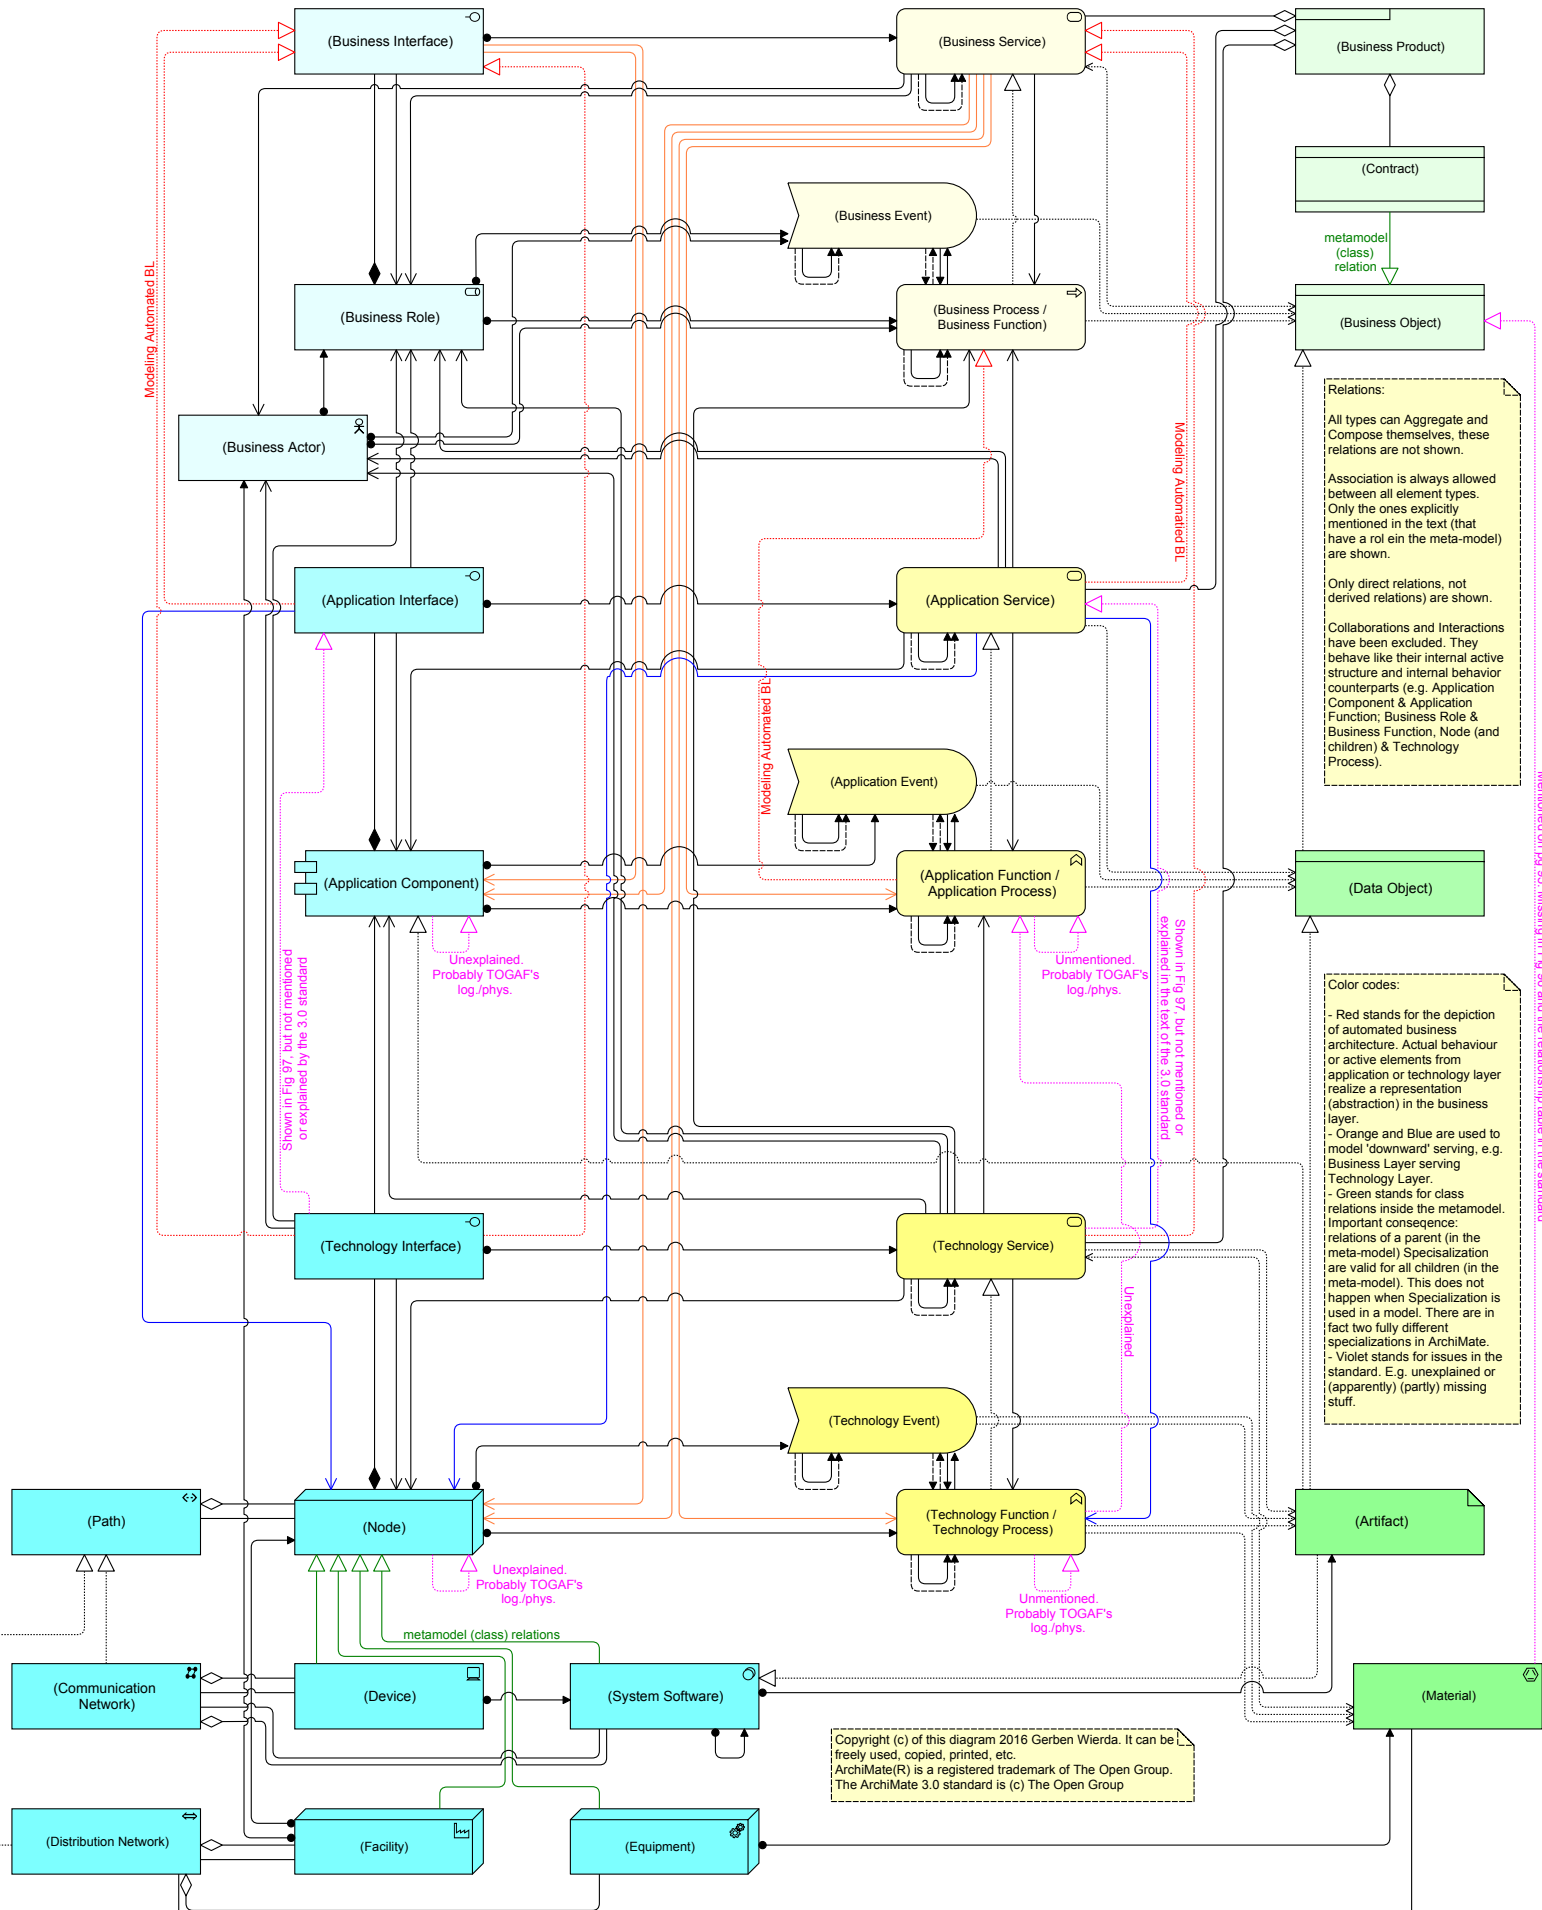 (Business Interface)
(Business Service)
(Business Product)
(Contract)
metamodel
(class)
relation
(Business Event)
(Business Role)
(Business Process /
Business Function)
(Business Object)
Modeling Automated BL
(Business Actor)
Relations:
All types can Aggregate and
Compose themselves, these
relations are not shown.
Association is always allowed
between all element types.
Only the ones explicitly
mentioned in the text (that
have a rol ein the meta-model)
are shown.
Only direct relations, not
derived relations) are shown.
Collaborations and Interactions
have been excluded. They
behave like their internal active
structure and internal behavior
counterparts (e.g. Application
Component & Application
Function; Business Role &
Business Function, Node (and
children) & Technology
Process).
Modeling Automatied BL
(Application Interface)
(Application Service)
Modeling Automated BL
(Application Event)
(Application Component)
(Application Function /
Application Process)
(Data Object)
Unexplained.
Probably TOGAF's
log./phys.
Unmentioned.
Probably TOGAF's
log./phys.
Shown in Fig 97, but not mentioned
or explained by the 3.0 standard
Shown in Fig 97, but not mentioned or
explained in the text of the 3.0 standard
Color codes:
- Red stands for the depiction
of automated business
architecture. Actual behaviour
or active elements from
application or technology layer
realize a representation
(abstraction) in the business
layer.
- Orange and Blue are used to
model 'downward' serving, e.g.
Business Layer serving
Technology Layer.
- Green stands for class
relations inside the metamodel.
Important conseqence:
relations of a parent (in the
meta-model) Specisalization
are valid for all children (in the
meta-model). This does not
happen when Specialization is
used in a model. There are in
fact two fully different
specializations in ArchiMate.
- Violet stands for issues in the
standard. E.g. unexplained or
(apparently) (partly) missing
stuff.
(Technology Interface)
(Technology Service)
Unexplained
(Technology Event)
(Path)
(Node)
(Technology Function /
Technology Process)
(Artifact)
Unexplained.
Probably TOGAF's
log./phys.
Unmentioned.
Probably TOGAF's
log./phys.
metamodel (class) relations
(Communication
Network)
(Device)
(System Software)
(Material)
Copyright (c) of this diagram 2016 Gerben Wierda. It can be
freely used, copied, printed, etc.
ArchiMate(R) is a registered trademark of The Open Group.
The ArchiMate 3.0 standard is (c) The Open Group
(Distribution Network)
(Facility)
(Equipment)